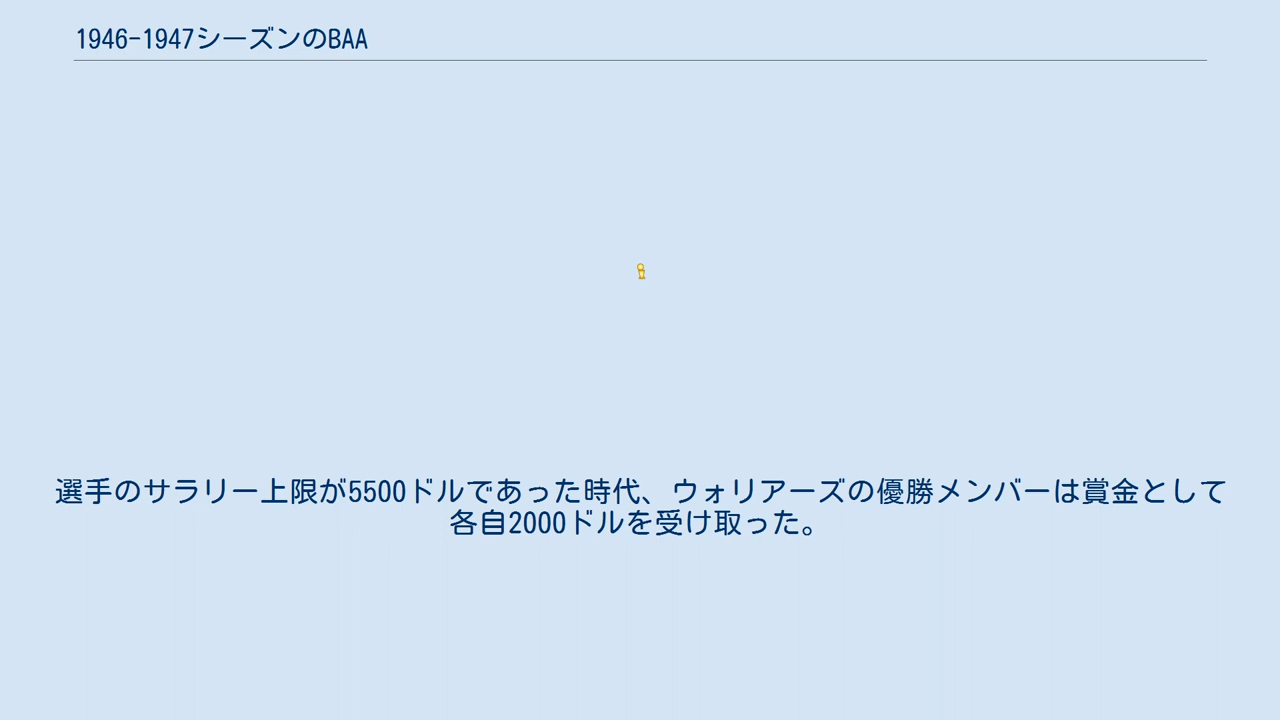 1946-1947シーズンのBAA
選手のサラリー上限が5500ドルであった時代、ウォリアーズの優勝メンバーは賞金として
各自2000ドルを受け取った。